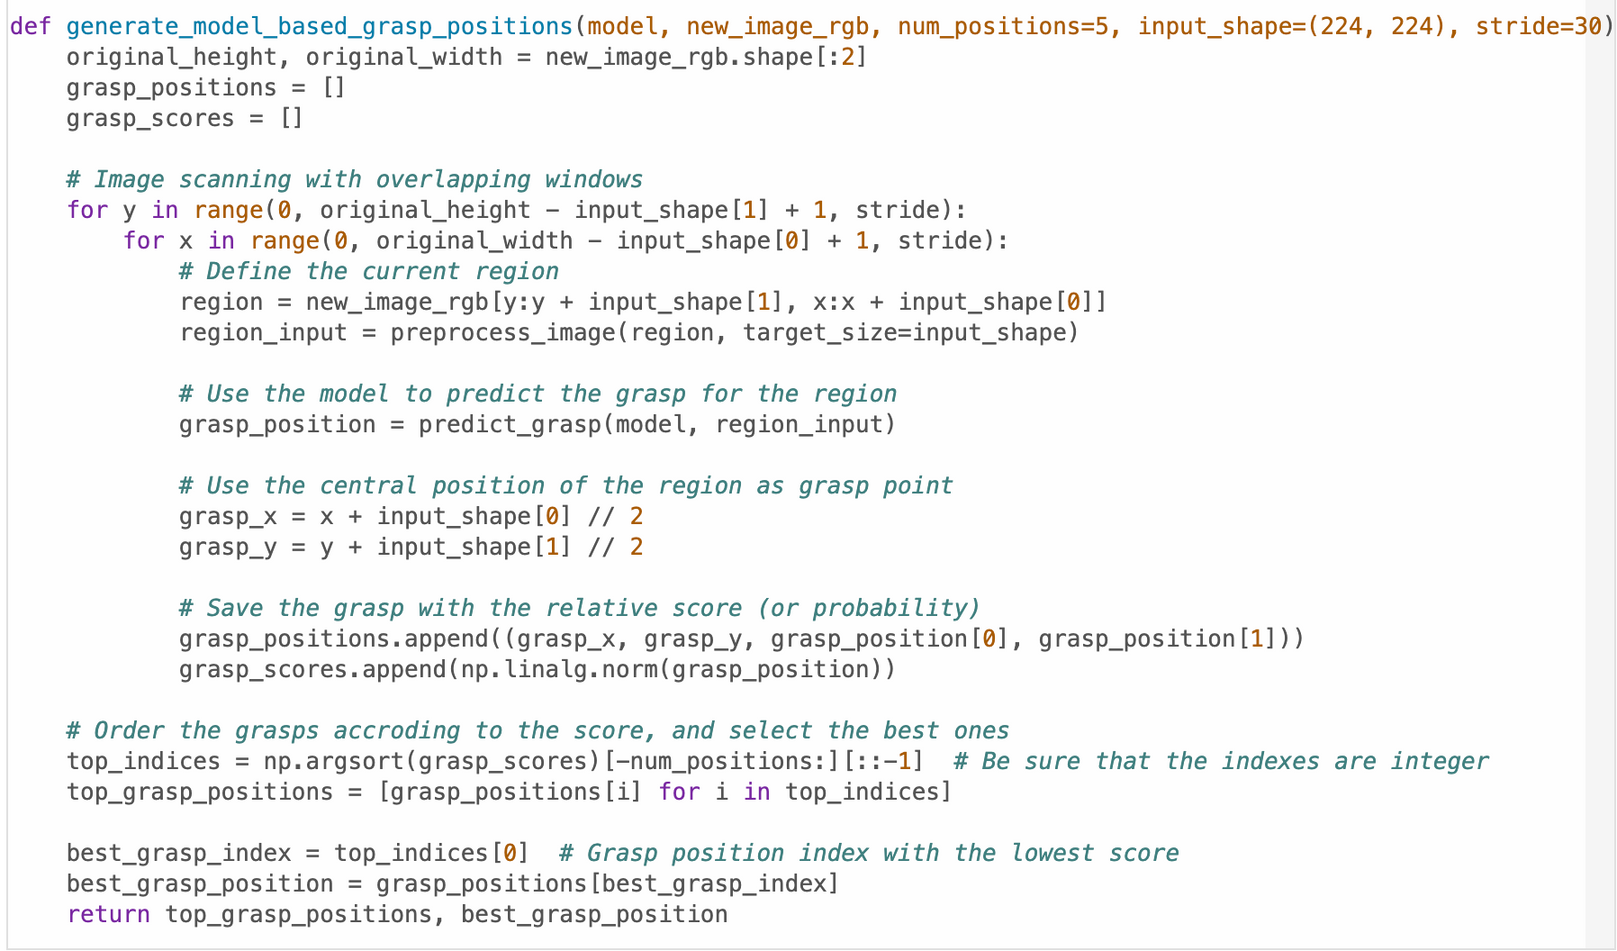 def generate_model_based_grasp_positions(model, new_image_rgb, num_positions=5, input_shape=(224, 224), stride=30)
    original_height, original_width = new_image_rgb.shape[:2]
    grasp_positions = []
    grasp_scores = []

    # Image scanning with overlapping windows
    for y in range(0, original_height - input_shape[1] + 1, stride):
        for x in range(0, original_width - input_shape[0] + 1, stride):
            # Define the current region
            region = new_image_rgb[y:y + input_shape[1], x:x + input_shape[0]]
            region_input = preprocess_image(region, target_size=input_shape)

            # Use the model to predict the grasp for the region
            grasp_position = predict_grasp(model, region_input)

            # Use the central position of the region as grasp point
            grasp_x = x + input_shape[0] // 2
            grasp_y = y + input_shape[1] // 2

            # Save the grasp with the relative score (or probability)
            grasp_positions.append((grasp_x, grasp_y, grasp_position[0], grasp_position[1]))
            grasp_scores.append(np.linalg.norm(grasp_position))

    # Order the grasps accroding to the score, and select the best ones
    top_indices = np.argsort(grasp_scores)[-num_positions:][::-1]  # Be sure that the indexes are integer
    top_grasp_positions = [grasp_positions[i] for i in top_indices]

    best_grasp_index = top_indices[0]  # Grasp position index with the lowest score
    best_grasp_position = grasp_positions[best_grasp_index]
    return top_grasp_positions, best_grasp_position